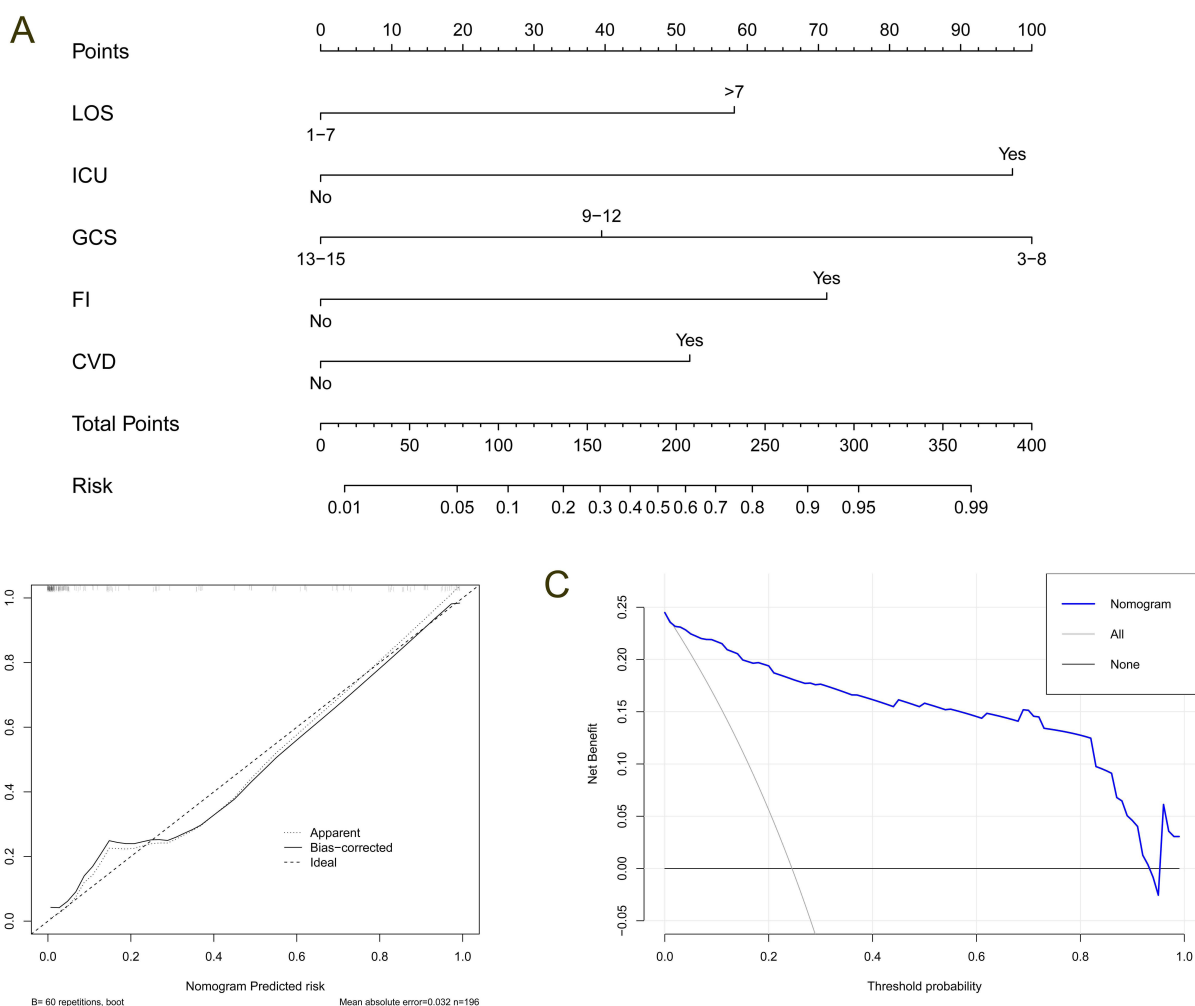 A
Points
0 10 20 30 40 50 60 70 80 90 100
LOS
>7
1−7
ICU
Yes
No
GCS
9−12
13−15 3−8
FI
Yes
No
CVD
Yes
No
Total Points
0 50 100 150 200 250 300 350 400
Risk
0.01 0.05 0.1 0.2 0.3 0.4 0.5 0.6 0.7 0.8 0.9 0.95 0.99
1.0
0.8
0.6
0.4
0.2
0.0
Apparent
Bias−corrected
Ideal
0.0 0.2 0.4 0.6 0.8 1.0
Nomogram Predicted risk
B= 60 repetitions, boot Mean absolute error=0.032 n=196
C
Nomogram
All
None
0.25
0.20
0.15
0.10
0.05
0.00
−0.05
Net Benefit
0.0 0.2 0.4 0.6 0.8 1.0
Threshold probability